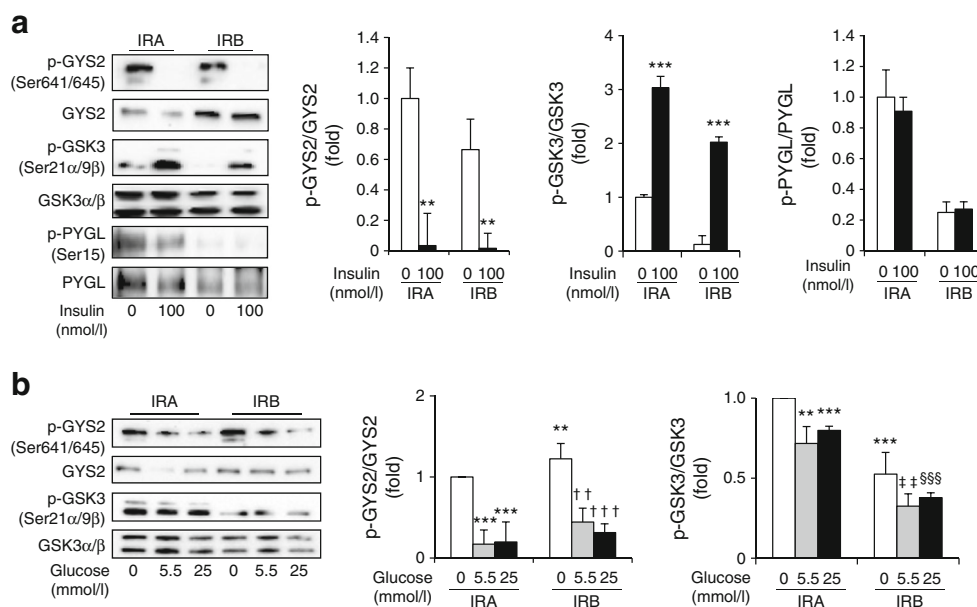 a
IRA IRB
p-GYS2
(Ser641/645)
GYS2
p-GSK3
(Ser21α/9β)
GSK3α/β
p-PYGL
(Ser15)
PYGL
Insulin 0 100 0 100
(nmol/l)
p-GYS2/GYS2
(fold)
1.4
1.2
1.0
0.8
0.6
0.4
0.2
0
**
**
Insulin 0 100 0 100
(nmol/l) IRA IRB
p-GSK3/GSK3
(fold)
4
3
2
1
0
***
***
Insulin 0 100 0 100
(nmol/l) IRA IRB
p-PYGL/PYGL
(fold)
1.4
1.2
1.0
0.8
0.6
0.4
0.2
0
Insulin 0 100 0 100
(nmol/l) IRA IRB
b
IRA IRB
p-GYS2
(Ser641/645)
GYS2
p-GSK3
(Ser21α/9β)
GSK3α/β
Glucose 0 5.5 25 0 5.5 25
(mmol/l)
p-GYS2/GYS2
(fold)
2
1
0
*** ***
**
††
†††
Glucose 0 5.5 25 0 5.5 25
(mmol/l) IRA IRB
p-GSK3/GSK3
(fold)
1.0
0.5
0
** ***
***
‡‡ §§§
Glucose 0 5.5 25 0 5.5 25
(mmol/l) IRA IRB